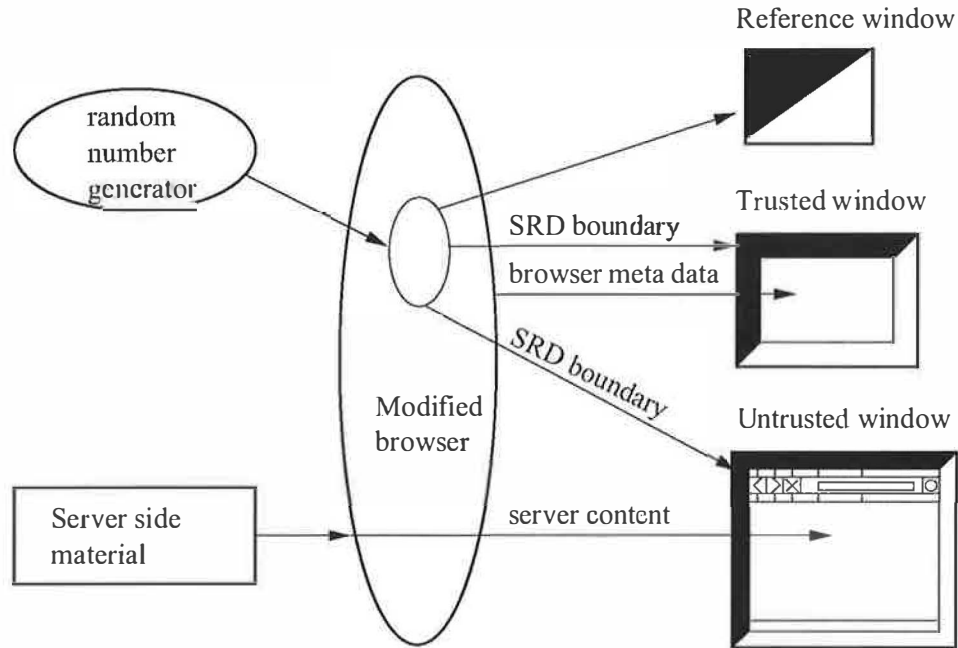 Reference window
random
number
generator
Trusted window
SRD boundary
browser meta data
SRD boundary
Modified
browser
Untrusted window
Server side
material
server content